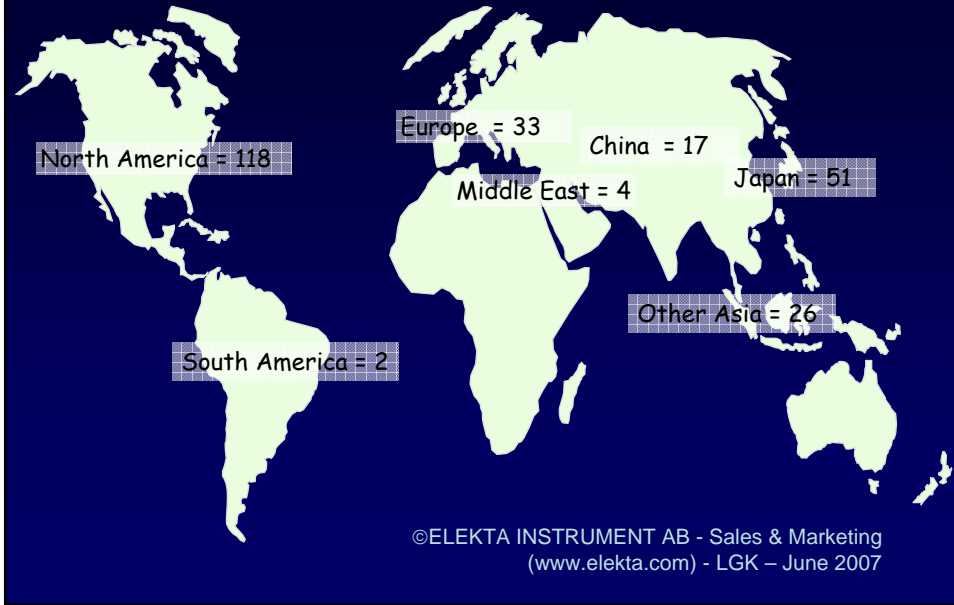 Europe = 33
China = 17
North America = 118
Japan = 51
Middle East = 4
Other Asia = 26
South America = 2
©ELEKTA INSTRUMENT AB - Sales & Marketing
(www.elekta.com) - LGK – June 2007